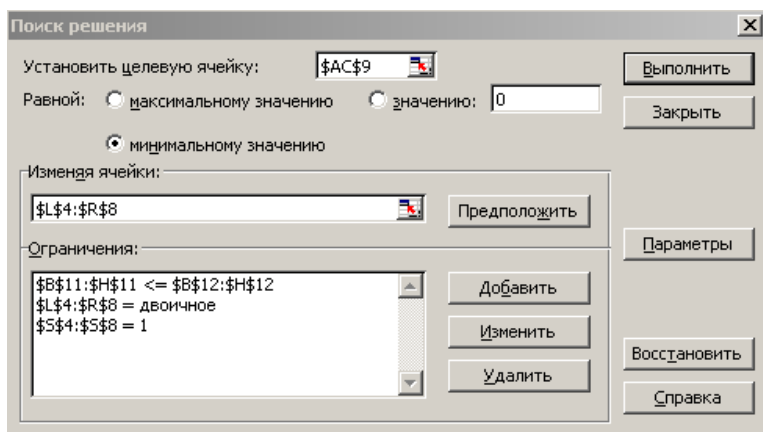 Поиск решения
Установить целевую ячейку: $AC$9
Выполнить
Равной: максимальному значению значению: 0
Закрыть
минимальному значению
Изменяя ячейки:
$L$4:$R$8 Предположить
Ограничения:
Параметры
$B$11:$H$11 <= $B$12:$H$12
$L$4:$R$8 = двоичное
$S$4:$S$8 = 1
Добавить
Изменить
Удалить
Восстановить
Справка